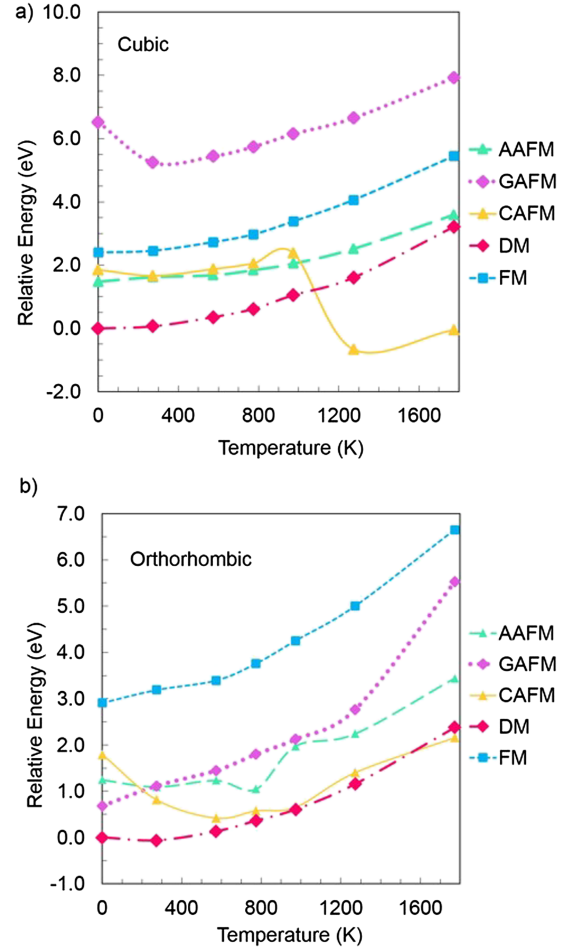 a)
10.0
8.0
6.0
4.0
2.0
0.0
-2.0
Relative Energy (eV)
Cubic
0 400 800 1200 1600
Temperature (K)
AAFM
GAFM
CAFM
DM
FM
b)
7.0
6.0
5.0
4.0
3.0
2.0
1.0
0.0
-1.0
Relative Energy (eV)
Orthorhombic
0 400 800 1200 1600
Temperature (K)
AAFM
GAFM
CAFM
DM
FM